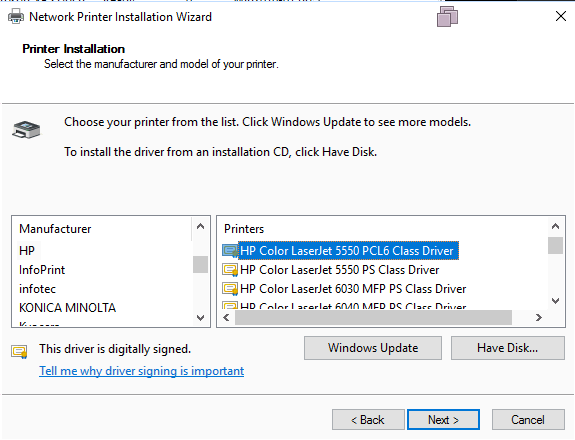 Network Printer Installation Wizard
Printer Installation
Select the manufacturer and model of your printer.
Choose your printer from the list. Click Windows Update to see more models.
To install the driver from an installation CD, click Have Disk.
Manufacturer
HP
InfoPrint
infotec
KONICA MINOLTA
Kyocera
Printers
HP Color LaserJet 5550 PCL6 Class Driver
HP Color LaserJet 5550 PS Class Driver
HP Color LaserJet 6030 MFP PS Class Driver
HP Color LaserJet 6040 MFP PS Class Driver
This driver is digitally signed.
Tell me why driver signing is important
Windows Update
Have Disk...
< Back
Next >
Cancel